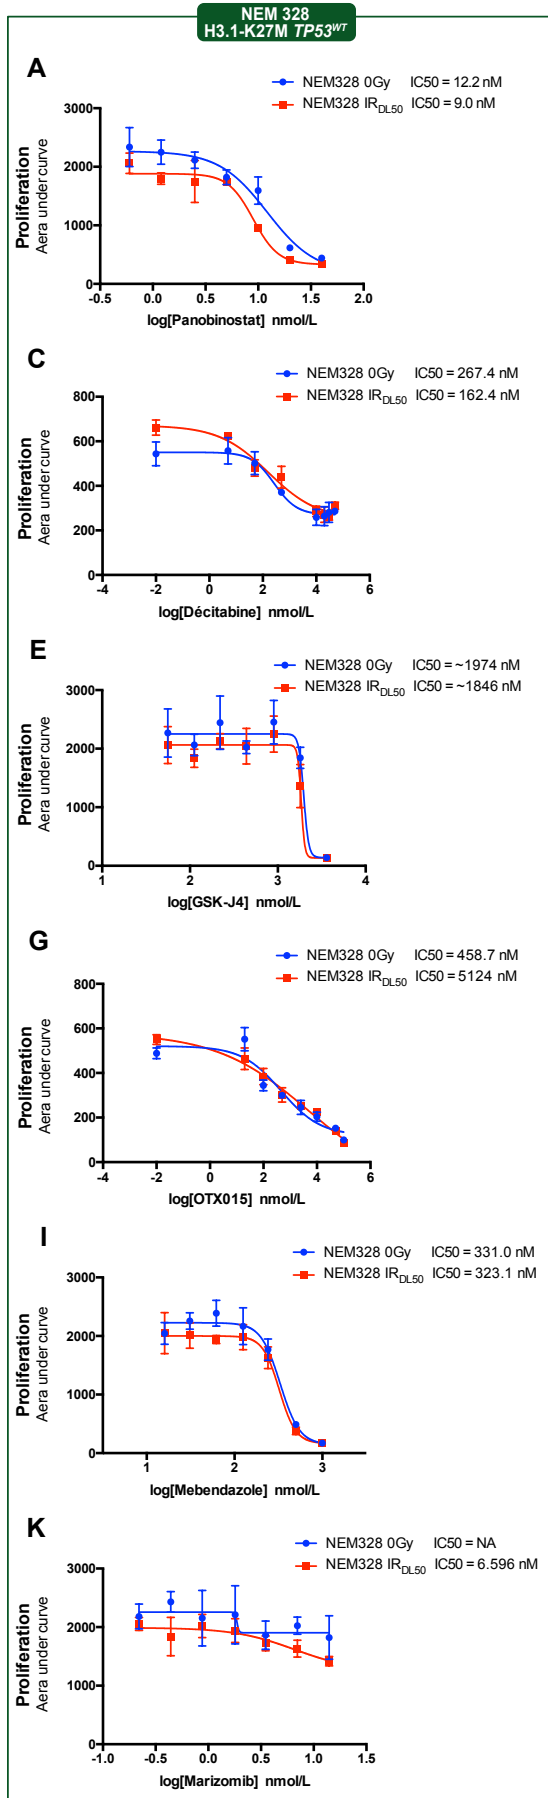 NEM 328
H3.1-K27M TP53WT
A
NEM328 0Gy IC50 = 12.2 nM
NEM328 IRDL50 IC50 = 9.0 nM
Proliferation
Aera under curve
3000
2000
1000
0
-0.5 0.0 0.5 1.0 1.5 2.0
log[Panobinostat] nmol/L
C
NEM328 0Gy IC50 = 267.4 nM
NEM328 IRDL50 IC50 = 162.4 nM
Proliferation
Aera under curve
800
600
400
200
0
-4 -2 0 2 4 6
log[Décitabine] nmol/L
E
NEM328 0Gy IC50 = ~1974 nM
NEM328 IRDL50 IC50 = ~1846 nM
Proliferation
Aera under curve
3000
2000
1000
0
1 2 3 4
log[GSK-J4] nmol/L
G
NEM328 0Gy IC50 = 458.7 nM
NEM328 IRDL50 IC50 = 5124 nM
Proliferation
Aera under curve
800
600
400
200
0
-4 -2 0 2 4 6
log[OTX015] nmol/L
I
NEM328 0Gy IC50 = 331.0 nM
NEM328 IRDL50 IC50 = 323.1 nM
Proliferation
Aera under curve
3000
2000
1000
0
1 2 3
log[Mebendazole] nmol/L
K
NEM328 0Gy IC50 = NA
NEM328 IRDL50 IC50 = 6.596 nM
Proliferation
Aera under curve
3000
2000
1000
0
-1.0 -0.5 0.0 0.5 1.0 1.5
log[Marizomib] nmol/L